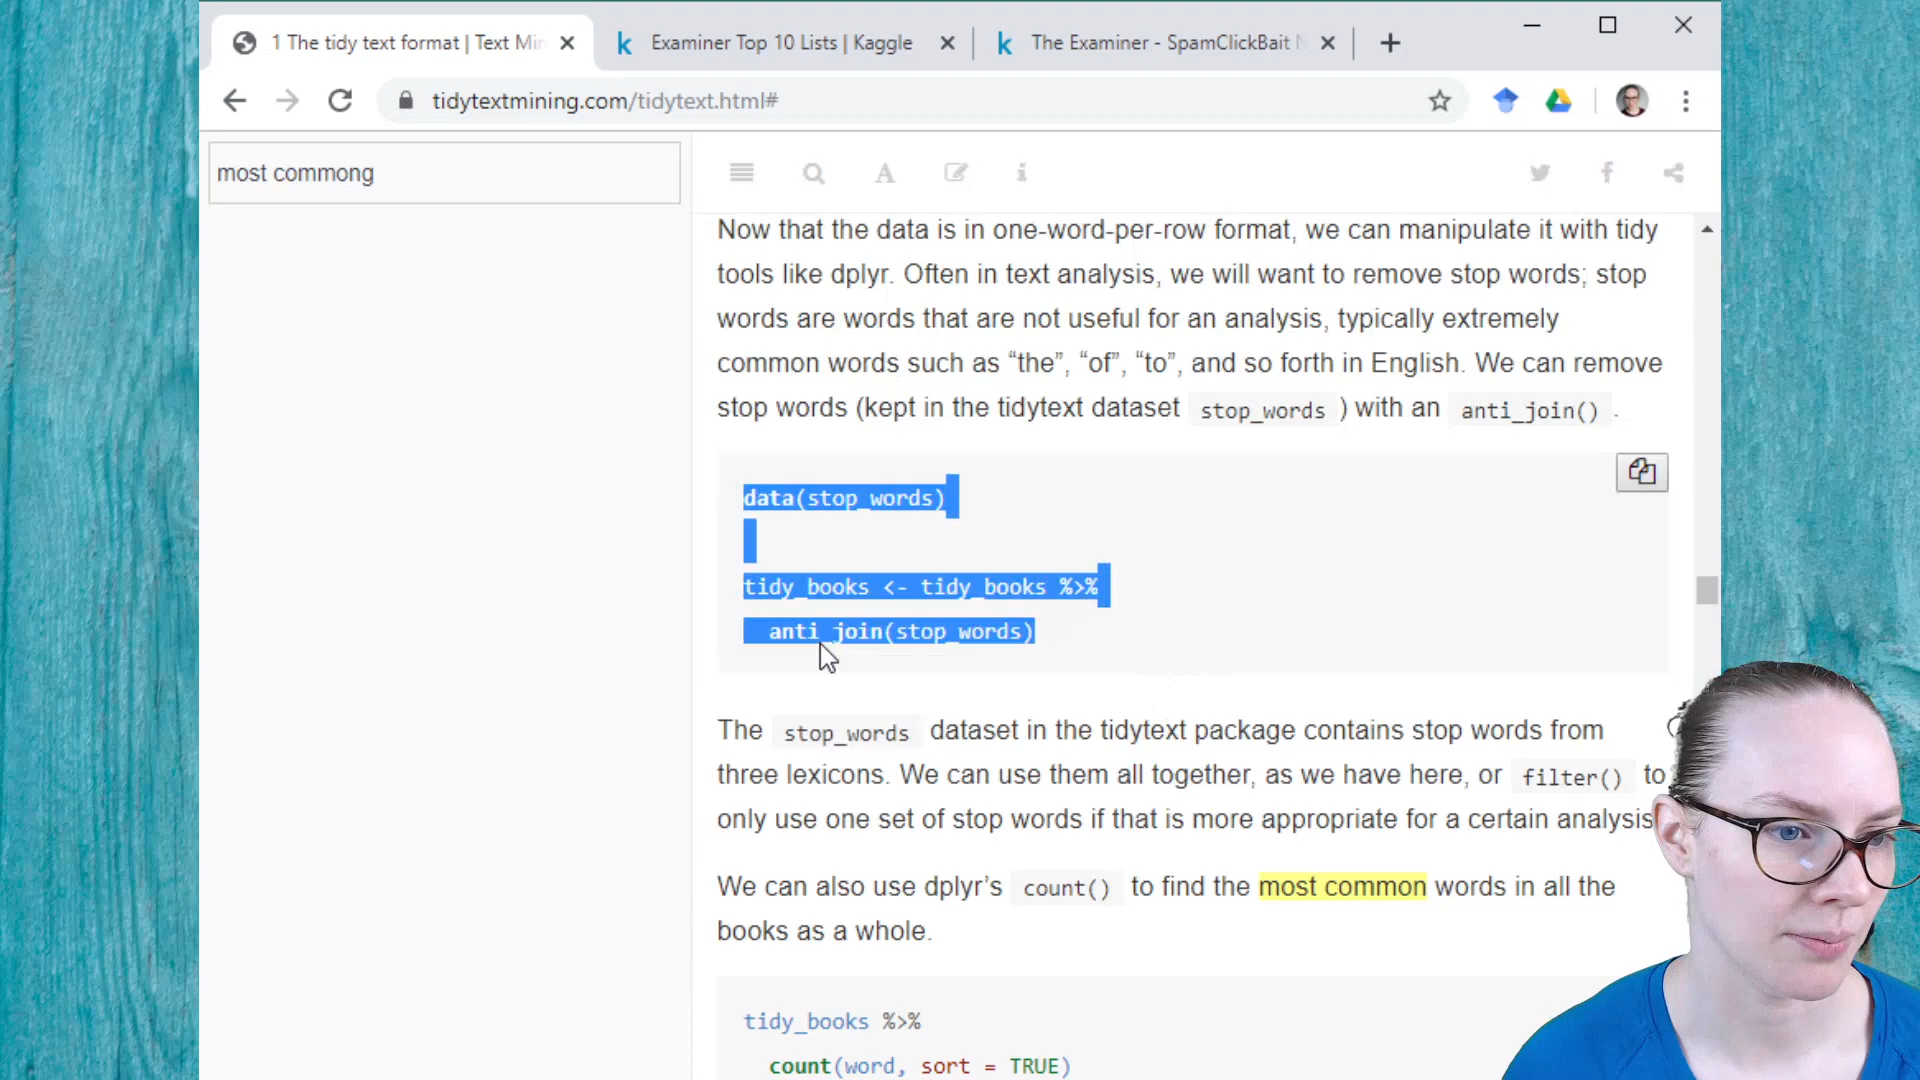 1 The tidy text format | Text Min
Examiner Top 10 Lists | Kaggle
The Examiner - SpamClickBait N
tidytextmining.com/tidytext.html#
most commong
Now that the data is in one-word-per-row format, we can manipulate it with tidy
tools like dplyr. Often in text analysis, we will want to remove stop words; stop
words are words that are not useful for an analysis, typically extremely
common words such as “the”, “of”, “to”, and so forth in English. We can remove
stop words (kept in the tidytext dataset stop_words ) with an anti_join() .
data(stop_words)
tidy_books <- tidy_books %>%
anti_join(stop_words)
The stop_words dataset in the tidytext package contains stop words from
three lexicons. We can use them all together, as we have here, or filter() to
only use one set of stop words if that is more appropriate for a certain analysis
We can also use dplyr’s count() to find the most common words in all the
books as a whole.
tidy_books %>%
count(word, sort = TRUE)